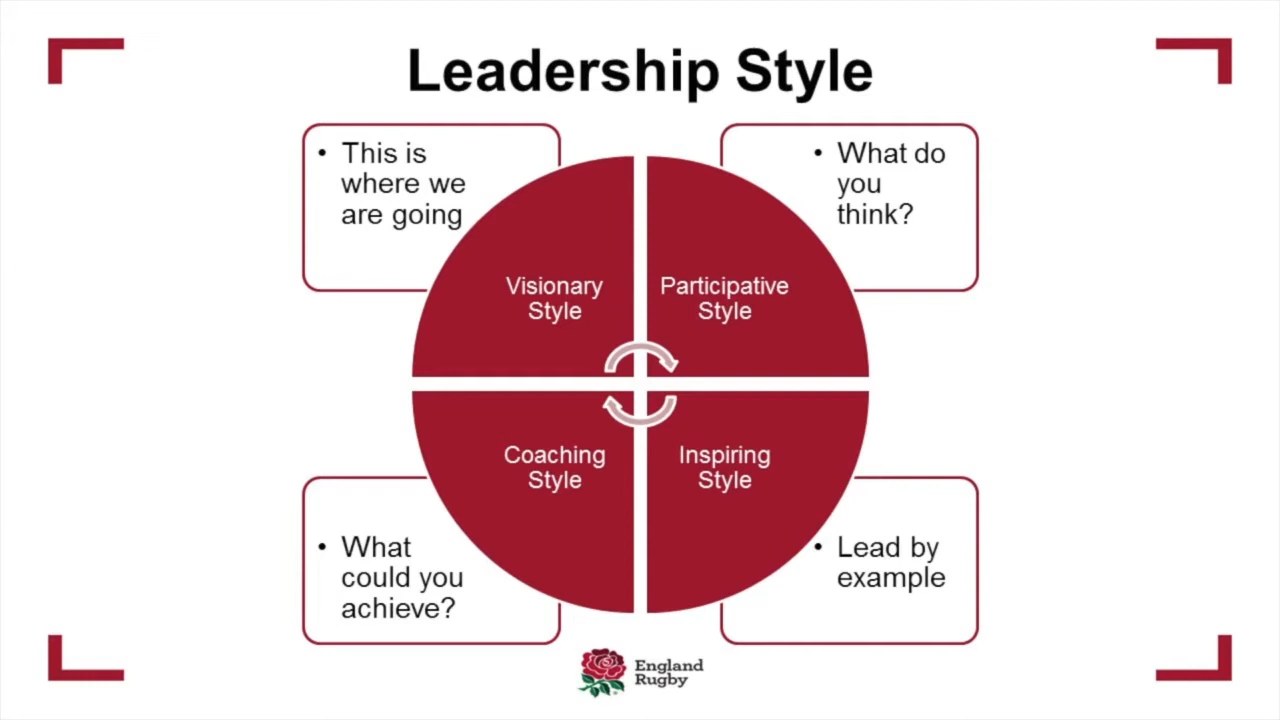 Leadership Style
• This is
where we
are going
• What do
you
think?
Visionary
Style
Participative
Style
Coaching
Style
Inspiring
Style
• What
could you
achieve?
• Lead by
example
England
Rugby